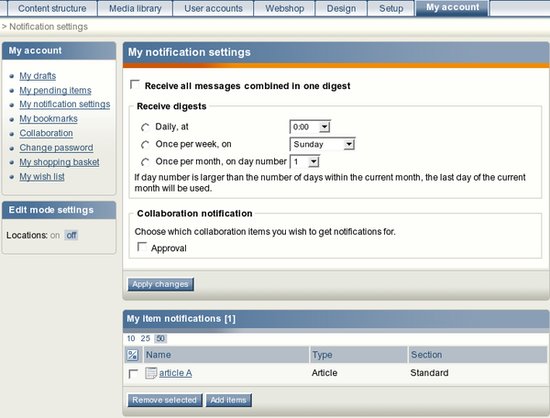 Content structure Media library User accounts Webshop Design Setup My account
> Notification settings
My account
My drafts
My pending items
My notification settings
My bookmarks
Collaboration
Change password
My shopping basket
My wish list
Edit mode settings
Locations: on off
My notification settings
Receive all messages combined in one digest
Receive digests
Daily, at 0:00
Once per week, on Sunday
Once per month, on day number 1
If day number is larger than the number of days within the current month, the last day of the current
month will be used.
Collaboration notification
Choose which collaboration items you wish to get notifications for.
Approval
Apply changes
My item notifications [1]
10 25 50
Name Type Section
article A Article Standard
Remove selected Add items